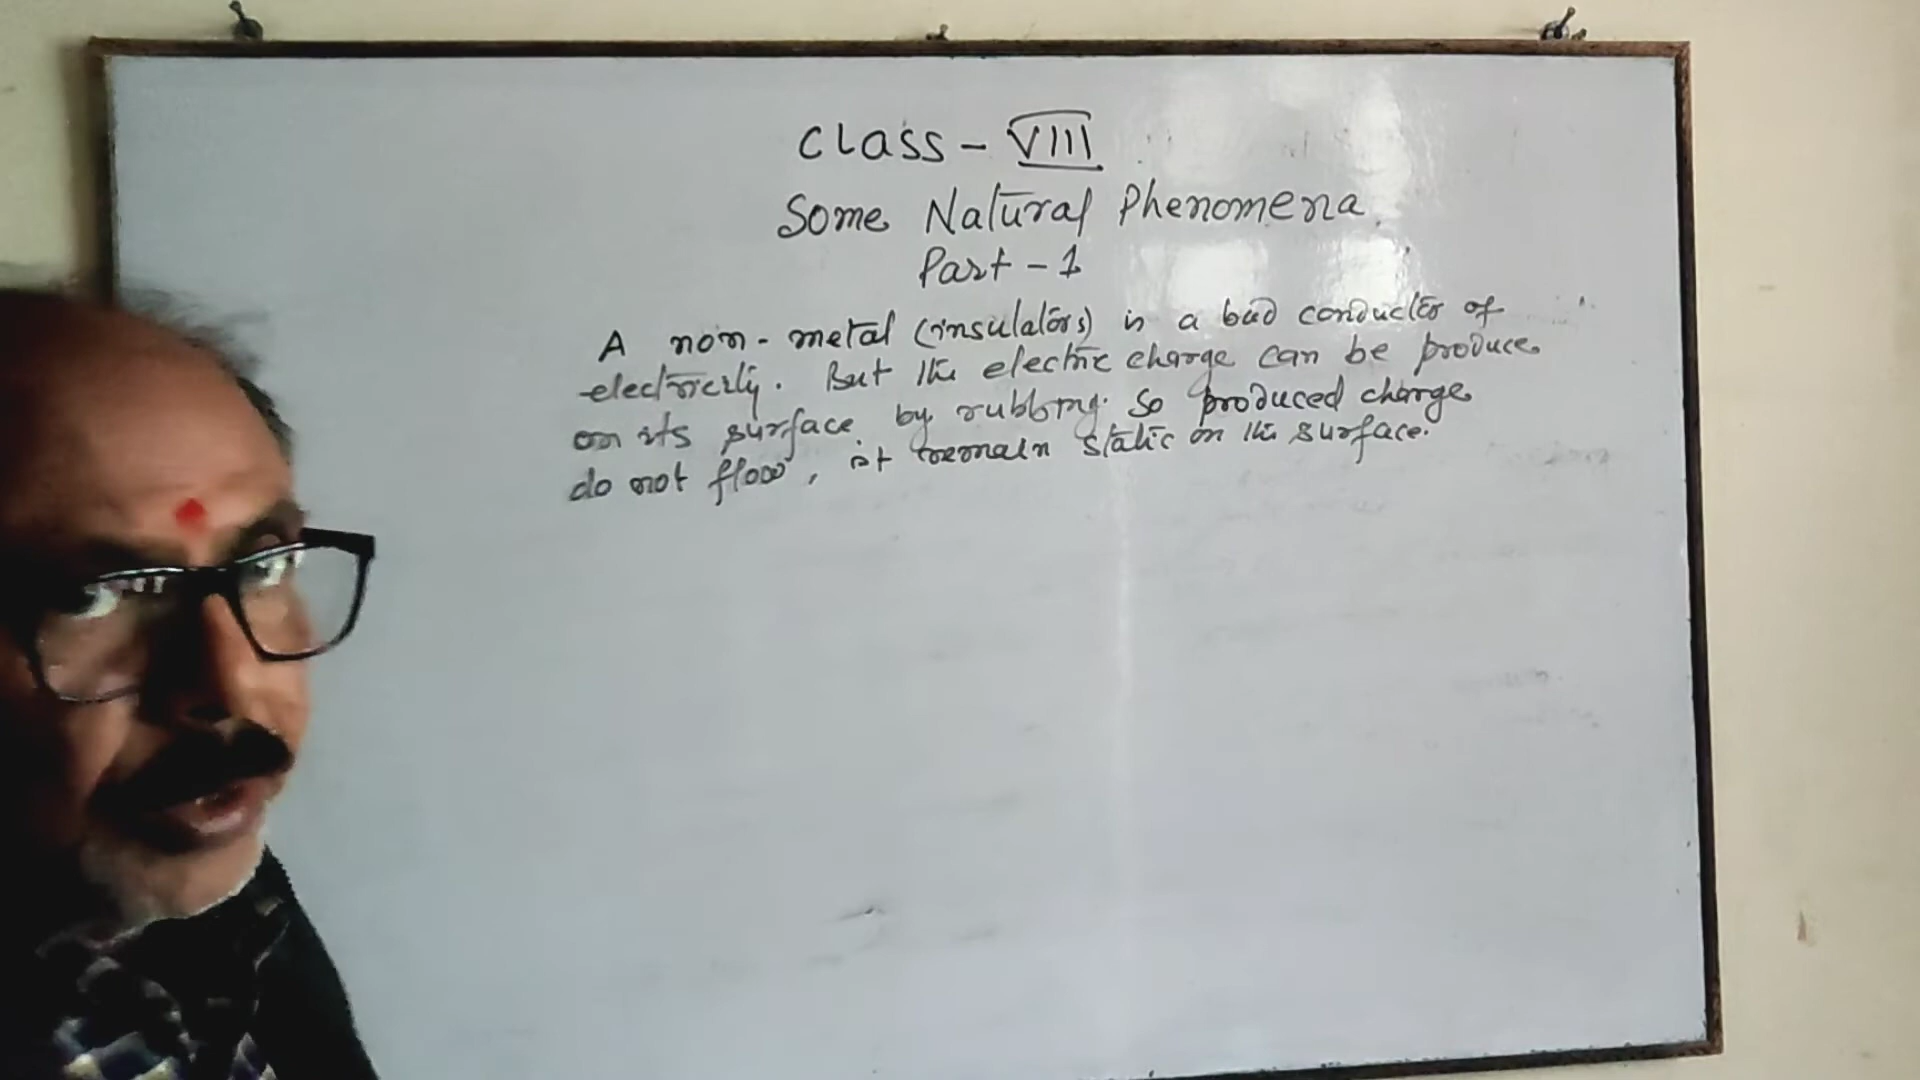 Class - VIII
Some Natural Phenomena
Part - 1
A non-metal (insulators) is a bad conductor of
electricity. But the electric charge can be produce
on its surface by rubbing. So produced charge
do not flow, it remain static on the surface.